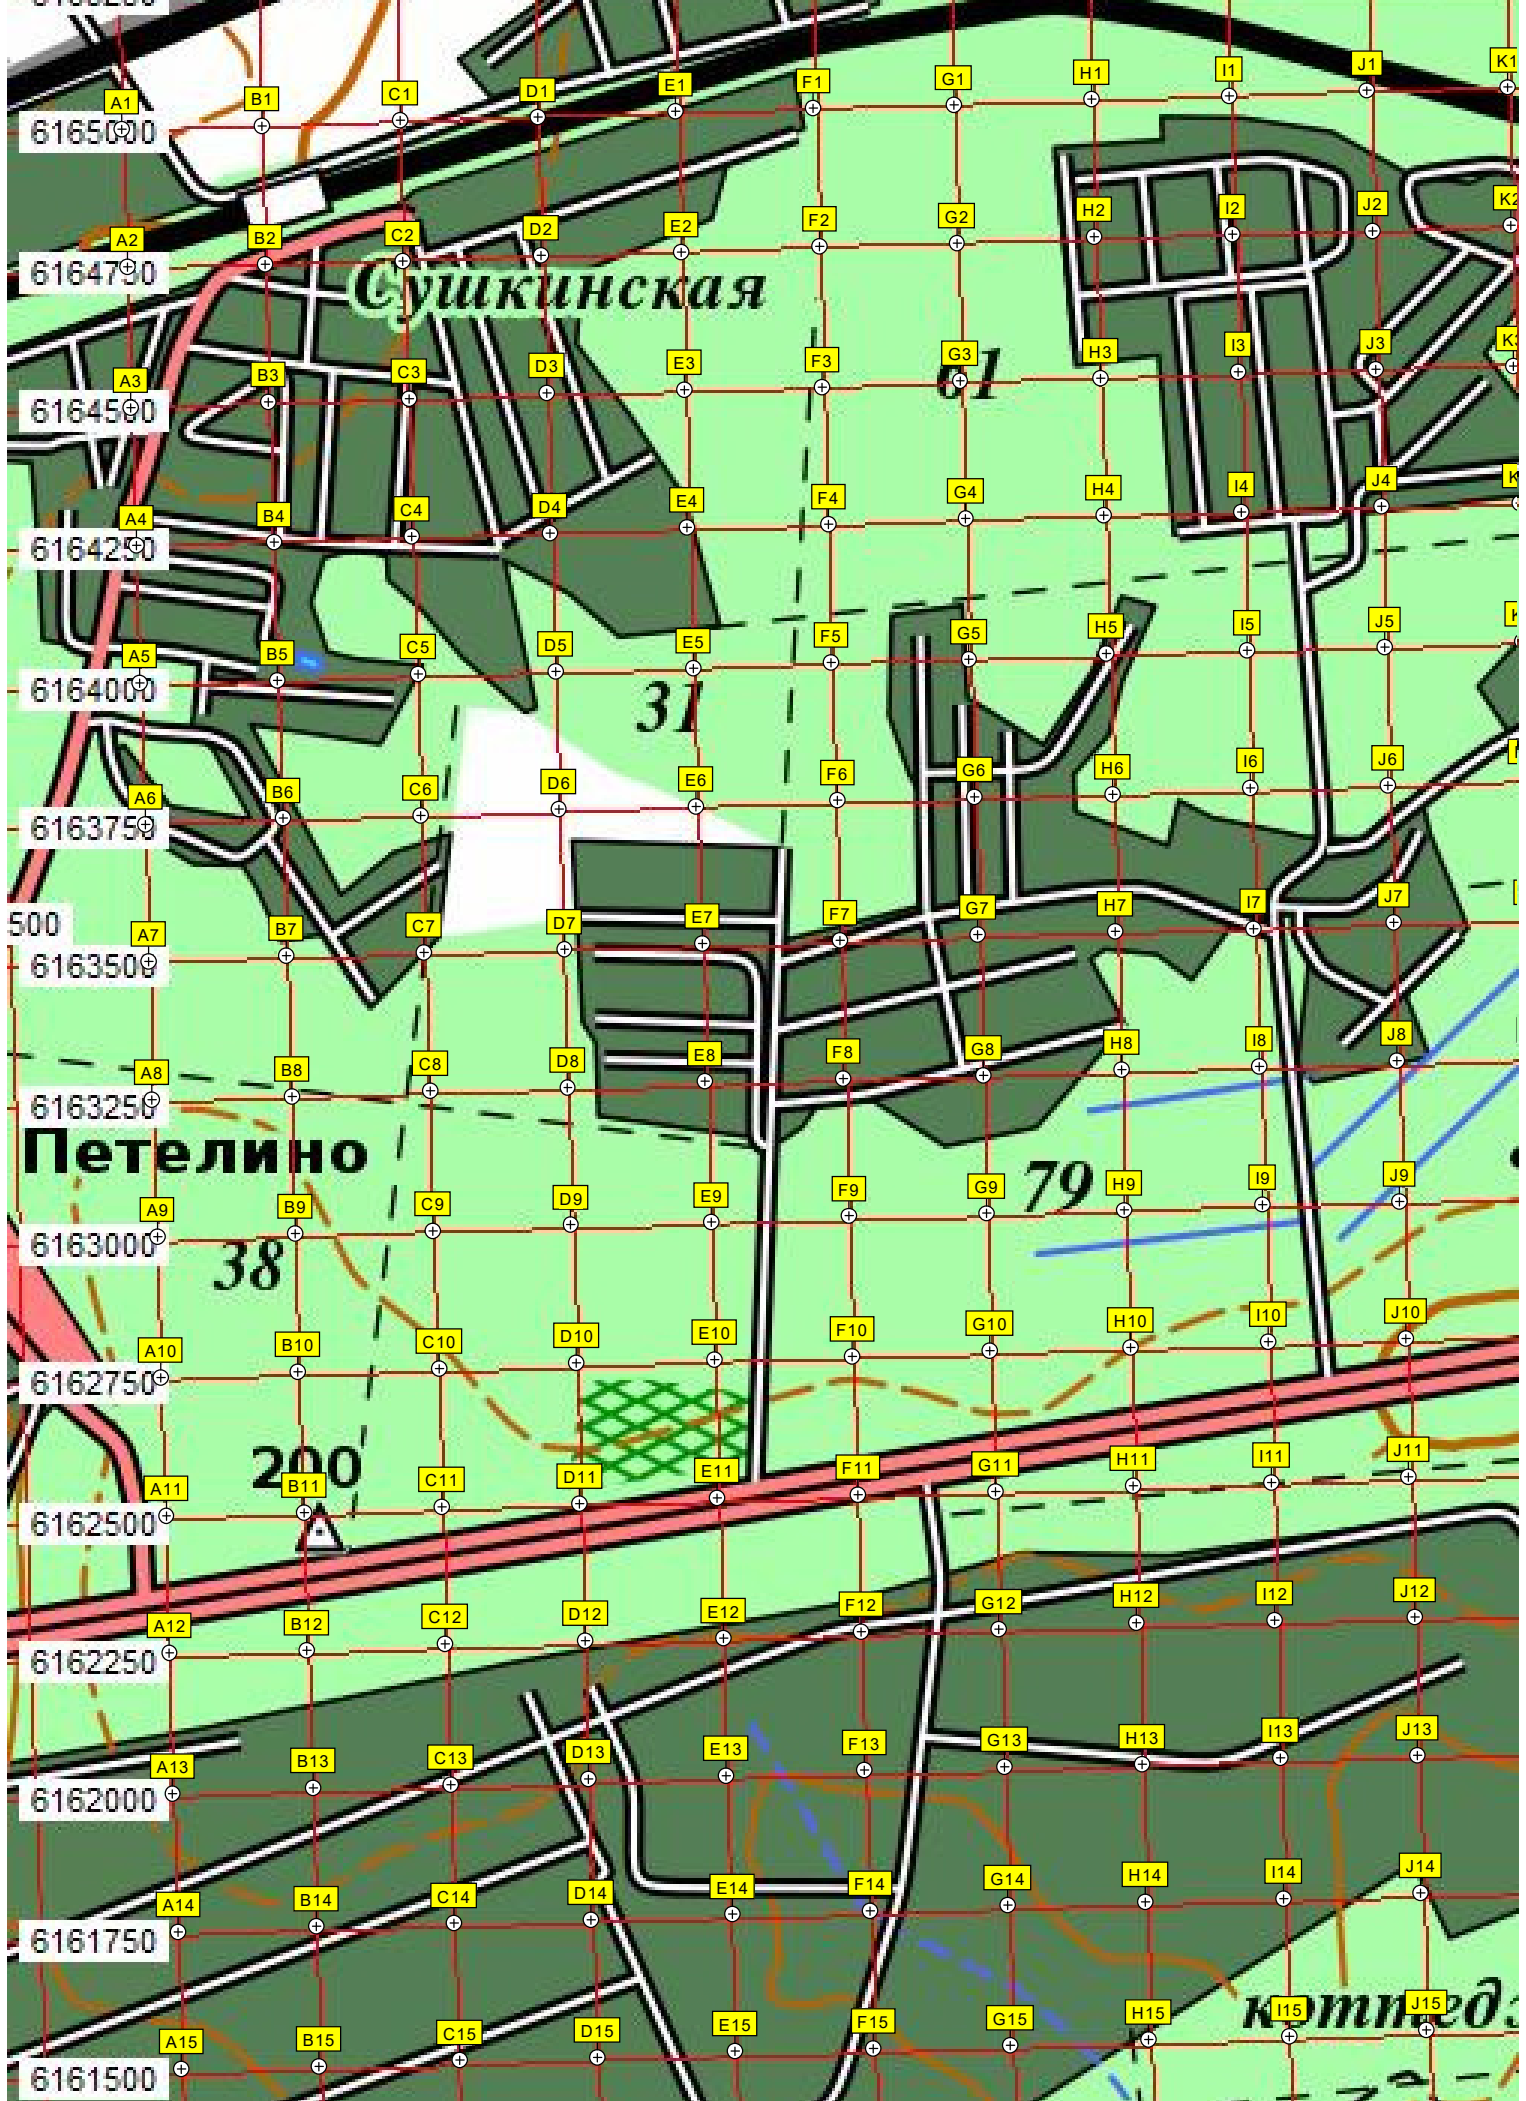 A1 B1 C1 D1 E1 F1 G1 H1 I1 J1 K1
6165000
A2 B2 C2 D2 E2 F2 G2 H2 I2 J2 K2
6164750
Сушкинская
A3 B3 C3 D3 E3 F3 G3 H3 I3 J3
61
6164500
A4 B4 C4 D4 E4 F4 G4 H4 I4 J4
6164250
A5 B5 C5 D5 E5 F5 G5 H5 I5 J5
6164000
31
A6 B6 C6 D6 E6 F6 G6 H6 I6 J6
6163750
A7 B7 C7 D7 E7 F7 G7 H7 I7 J7
500
6163500
A8 B8 C8 D8 E8 F8 G8 H8 I8 J8
6163250
Петелино
79
A9 B9 C9 D9 E9 F9 G9 H9 I9 J9
6163000
38
A10 B10 C10 D10 E10 F10 G10 H10 I10 J10
6162750
200
A11 B11 C11 D11 E11 F11 G11 H11 I11 J11
6162500
A12 B12 C12 D12 E12 F12 G12 H12 I12 J12
6162250
A13 B13 C13 D13 E13 F13 G13 H13 I13 J13
6162000
A14 B14 C14 D14 E14 F14 G14 H14 I14 J14
6161750
коттедз
A15 B15 C15 D15 E15 F15 G15 H15 I15 J15
6161500